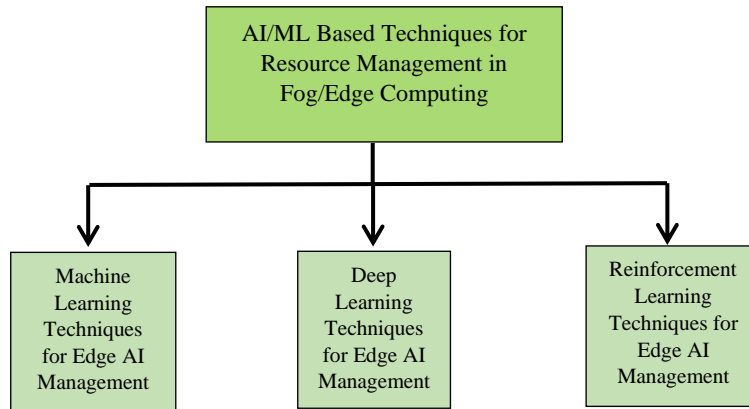 AI/ML Based Techniques for
Resource Management in
Fog/Edge Computing
Machine
Learning
Techniques
for Edge AI
Management
Deep
Learning
Techniques
for Edge AI
Management
Reinforcement
Learning
Techniques for
Edge AI
Management